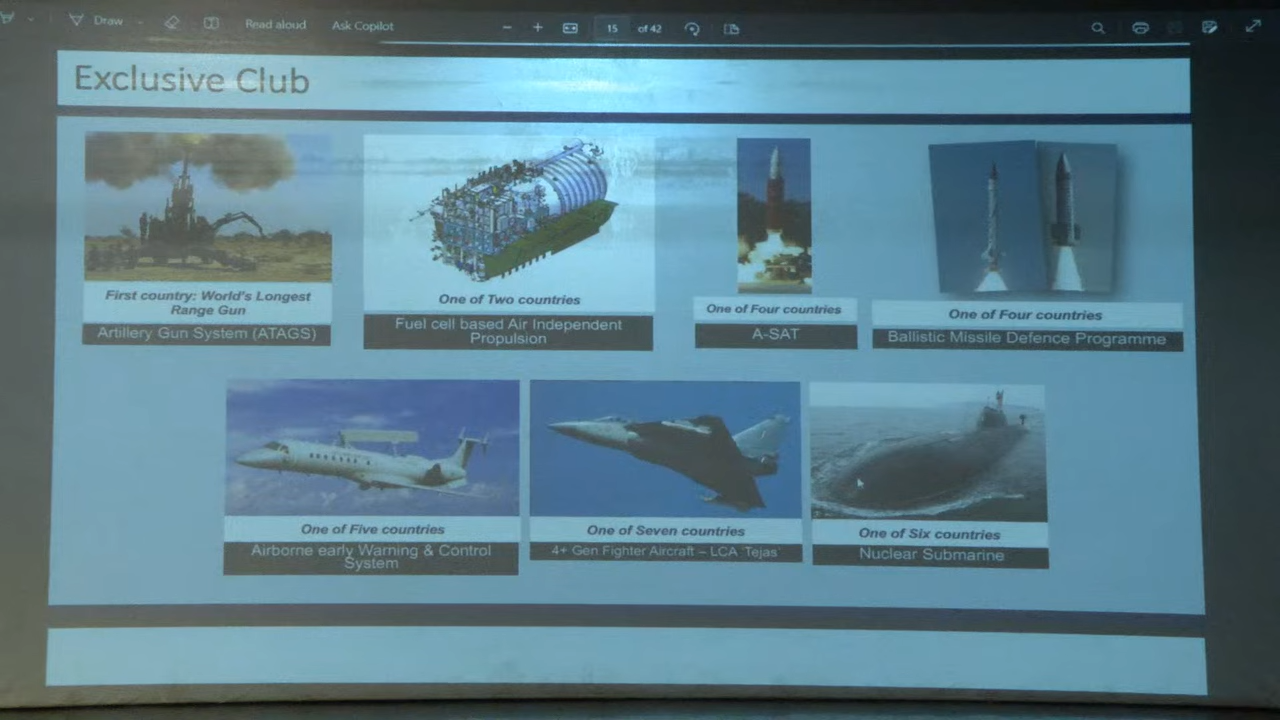 Draw
Read aloud
Ask Copilot
15
of 42
Exclusive Club
First country: World's Longest
Range Gun
Artillery Gun System (ATAGS)
One of Two countries
Fuel cell based Air Independent
Propulsion
One of Four countries
A-SAT
One of Four countries
Ballistic Missile Defence Programme
One of Five countries
Airborne early Warning & Control
System
One of Seven countries
4+ Gen Fighter Aircraft – LCA 'Tejas'
One of Six countries
Nuclear Submarine